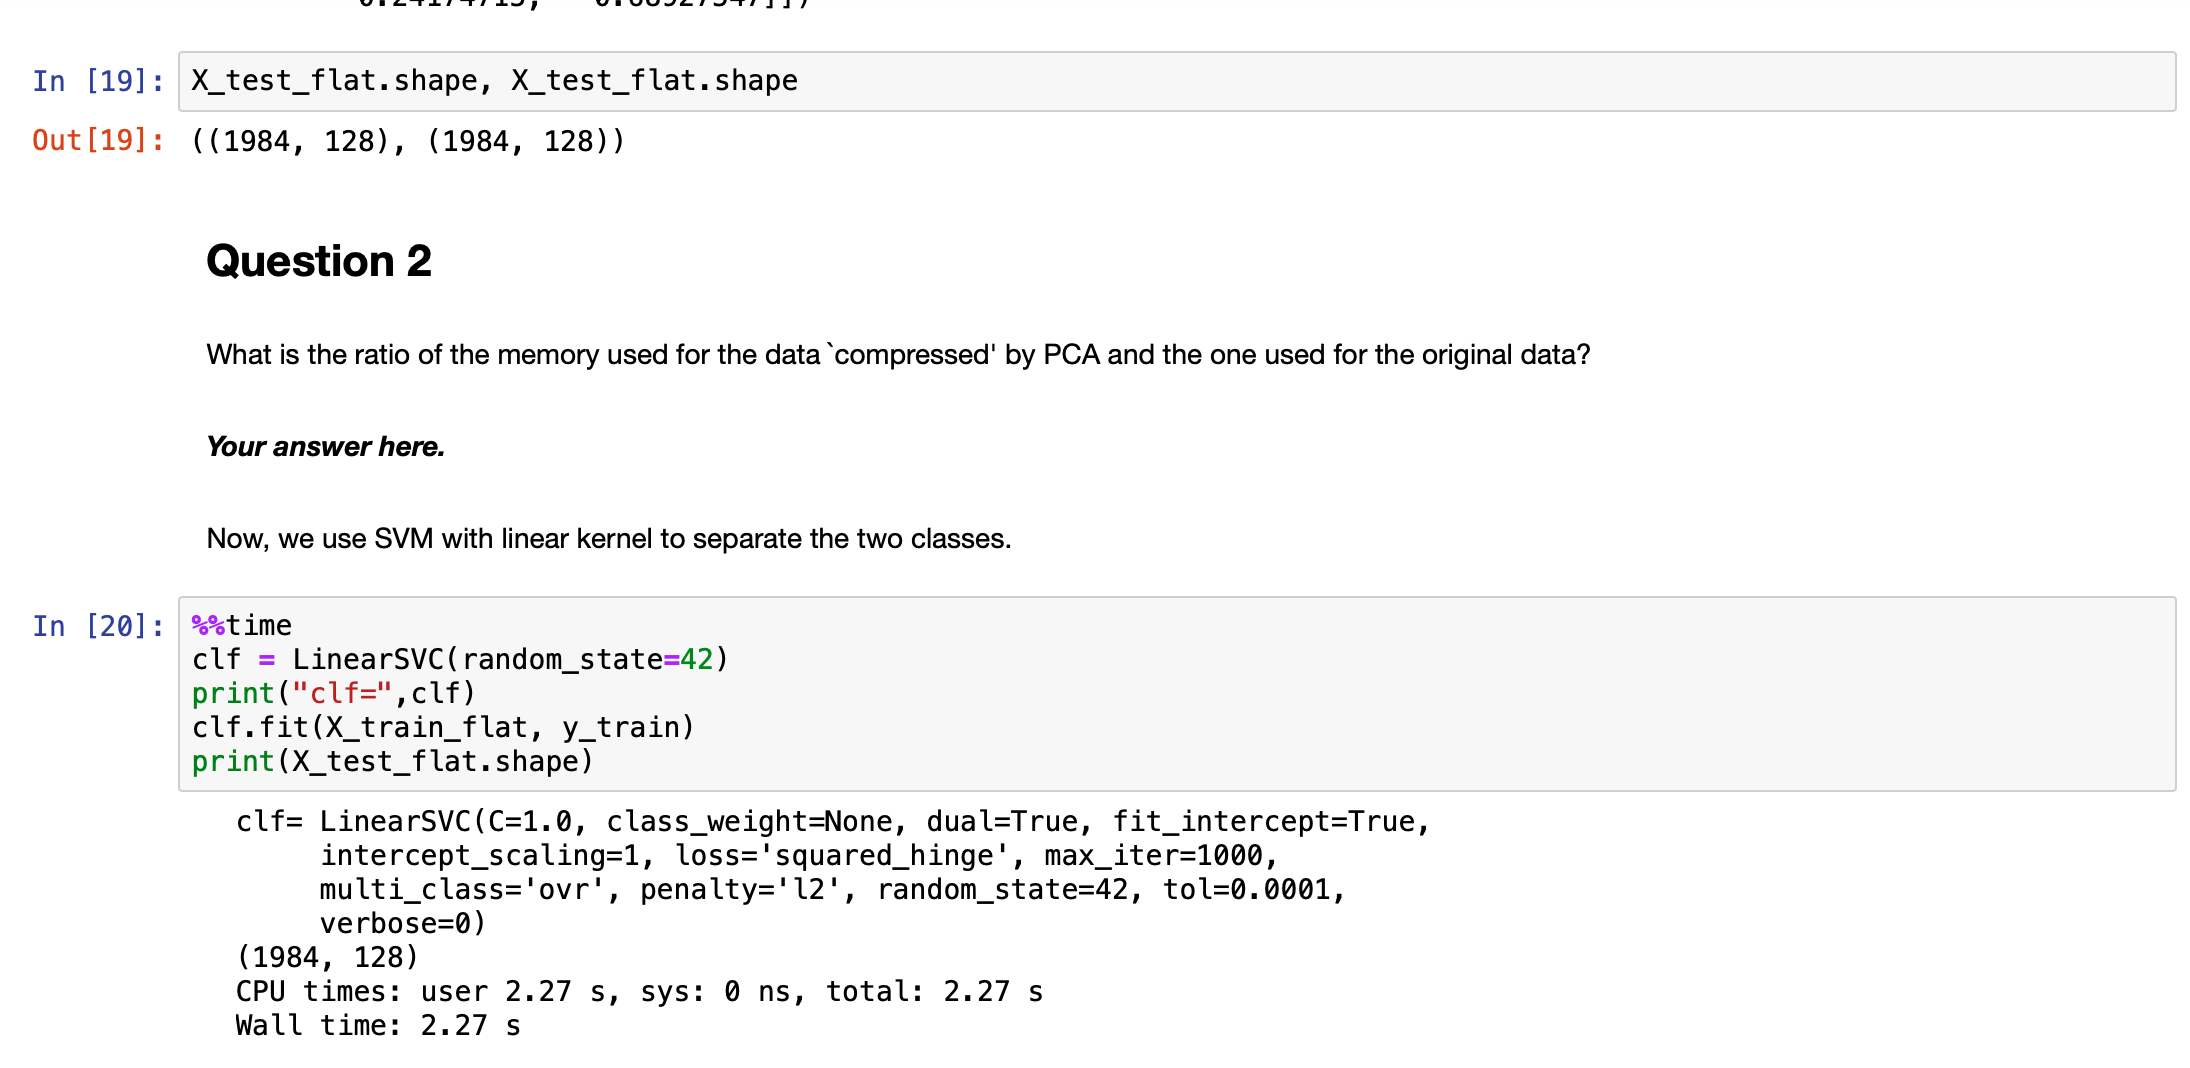 In [19]: X_test_flat.shape, X_test_flat.shape
Out[19]: ((1984, 128), (1984, 128))
Question 2
What is the ratio of the memory used for the data `compressed' by PCA and the one used for the original data?
Your answer here.
Now, we use SVM with linear kernel to separate the two classes.
In [20]: %%time
clf = LinearSVC(random_state=42)
print("clf=",clf)
clf.fit(X_train_flat, y_train)
print(X_test_flat.shape)
clf= LinearSVC(C=1.0, class_weight=None, dual=True, fit_intercept=True,
intercept_scaling=1, loss='squared_hinge', max_iter=1000,
multi_class='ovr', penalty='l2', random_state=42, tol=0.0001,
verbose=0)
(1984, 128)
CPU times: user 2.27 s, sys: 0 ns, total: 2.27 s
Wall time: 2.27 s